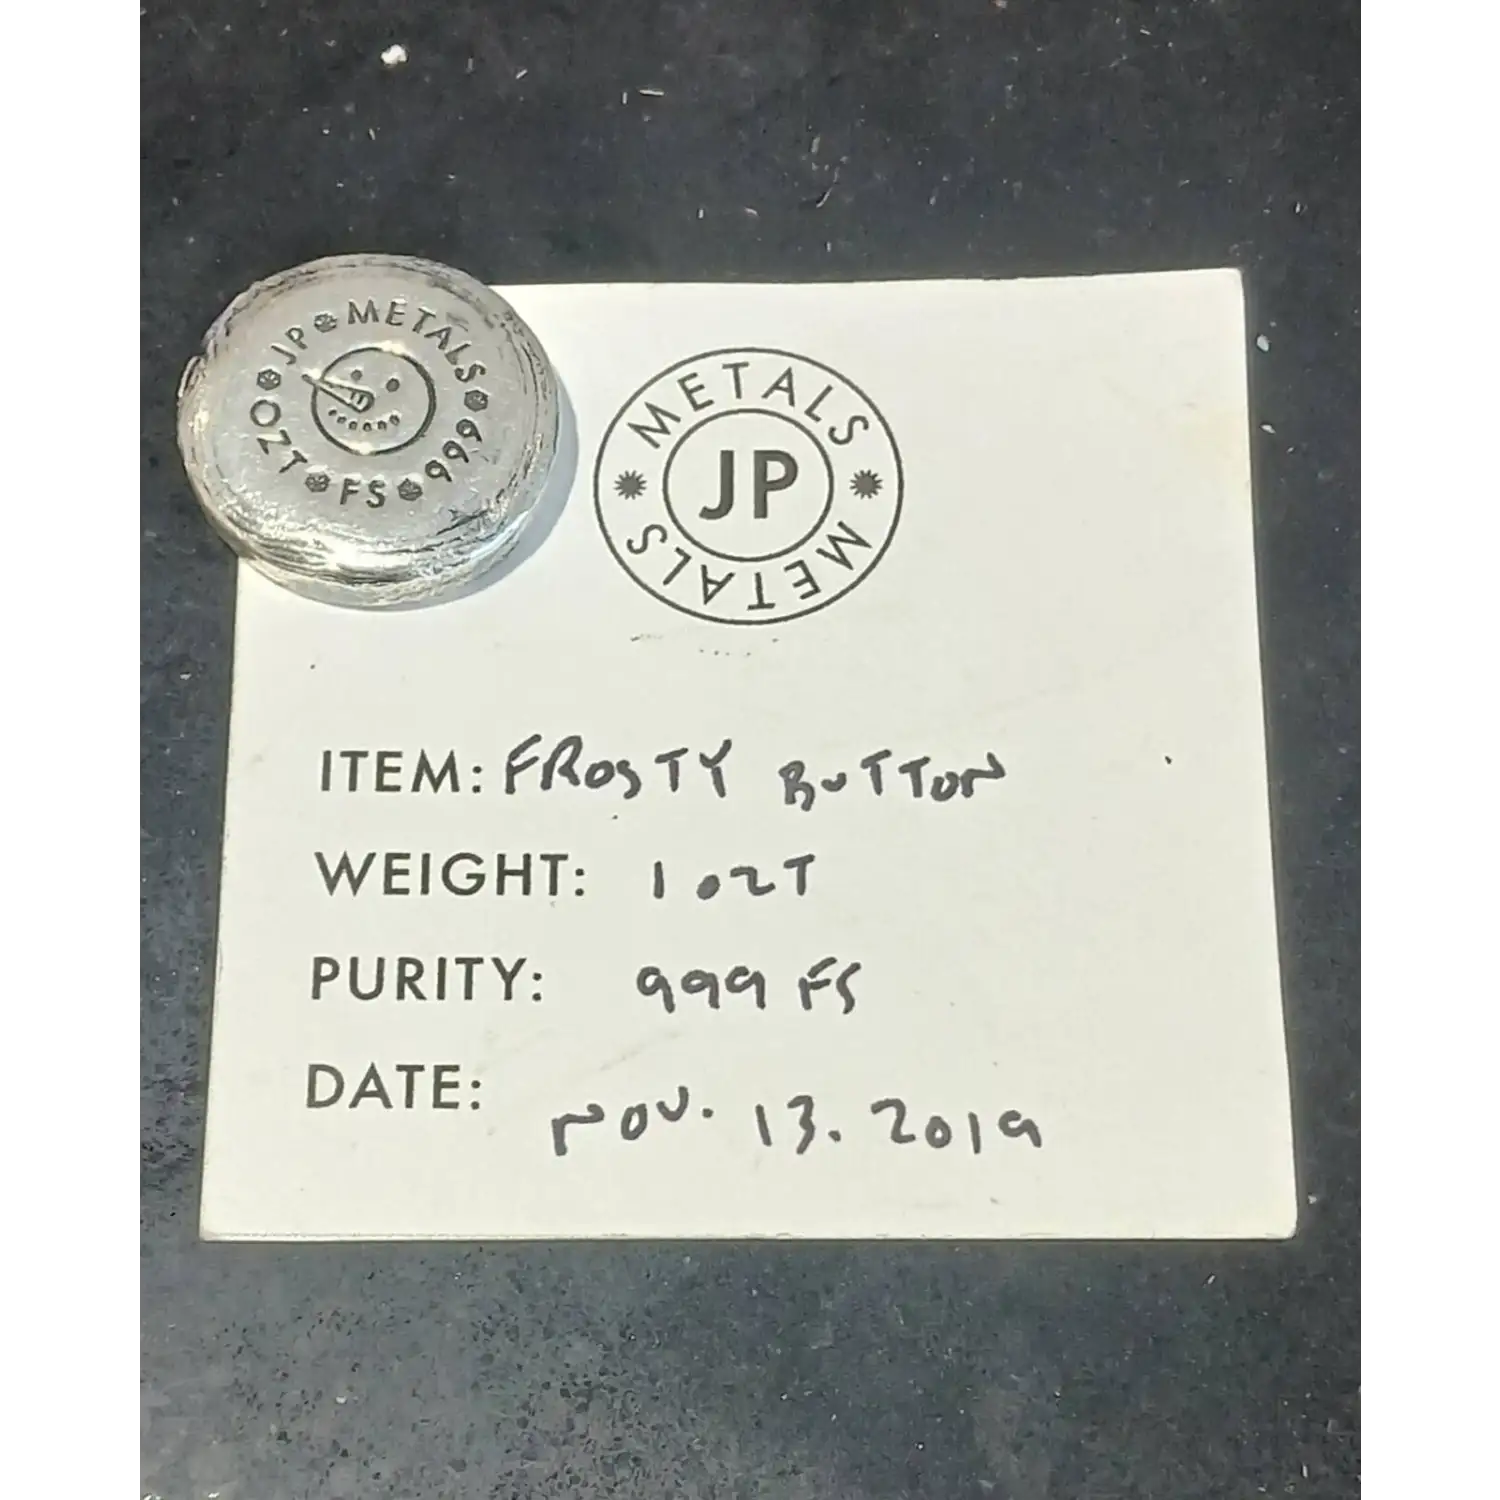 JP METALS
999
FS
OZT
METALS
JP
METALS
ITEM: FROSTY BUTTON
WEIGHT: 1 OZT
PURITY: 999 FS
DATE: NOV. 13. 2019